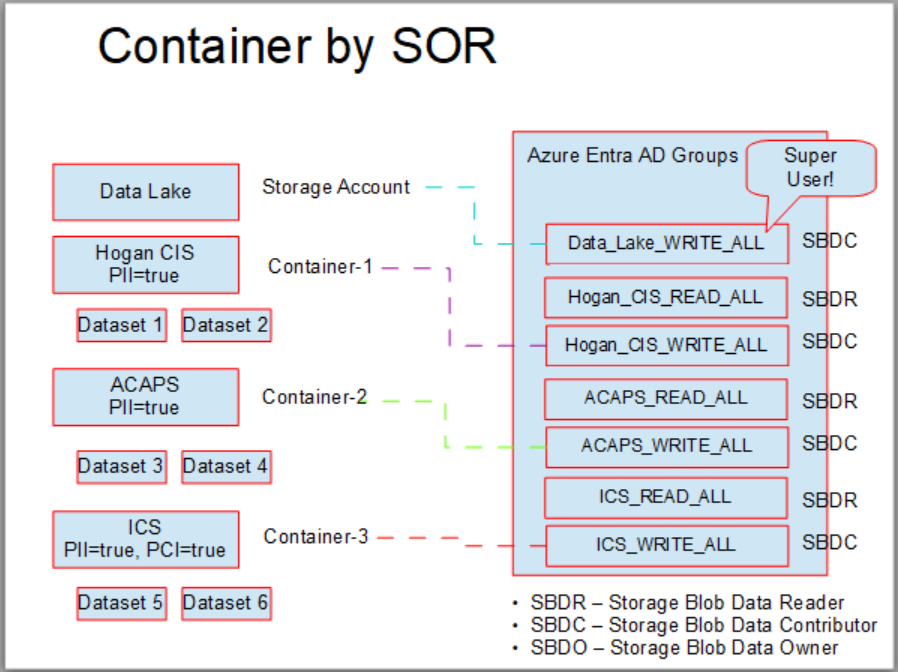 Container by SOR
Data Lake
Storage Account
Hogan CIS
PII=true
Container-1
Dataset 1
Dataset 2
ACAPS
PII=true
Container-2
Dataset 3
Dataset 4
ICS
PII=true, PCI=true
Container-3
Dataset 5
Dataset 6
Azure Entra AD Groups
Super
User!
Data_Lake_WRITE_ALL
SBDC
Hogan_CIS_READ_ALL
SBDR
Hogan_CIS_WRITE_ALL
SBDC
ACAPS_READ_ALL
SBDR
ACAPS_WRITE_ALL
SBDC
ICS_READ_ALL
SBDR
ICS_WRITE_ALL
SBDC
• SBDR – Storage Blob Data Reader
• SBDC – Storage Blob Data Contributor
• SBDO – Storage Blob Data Owner